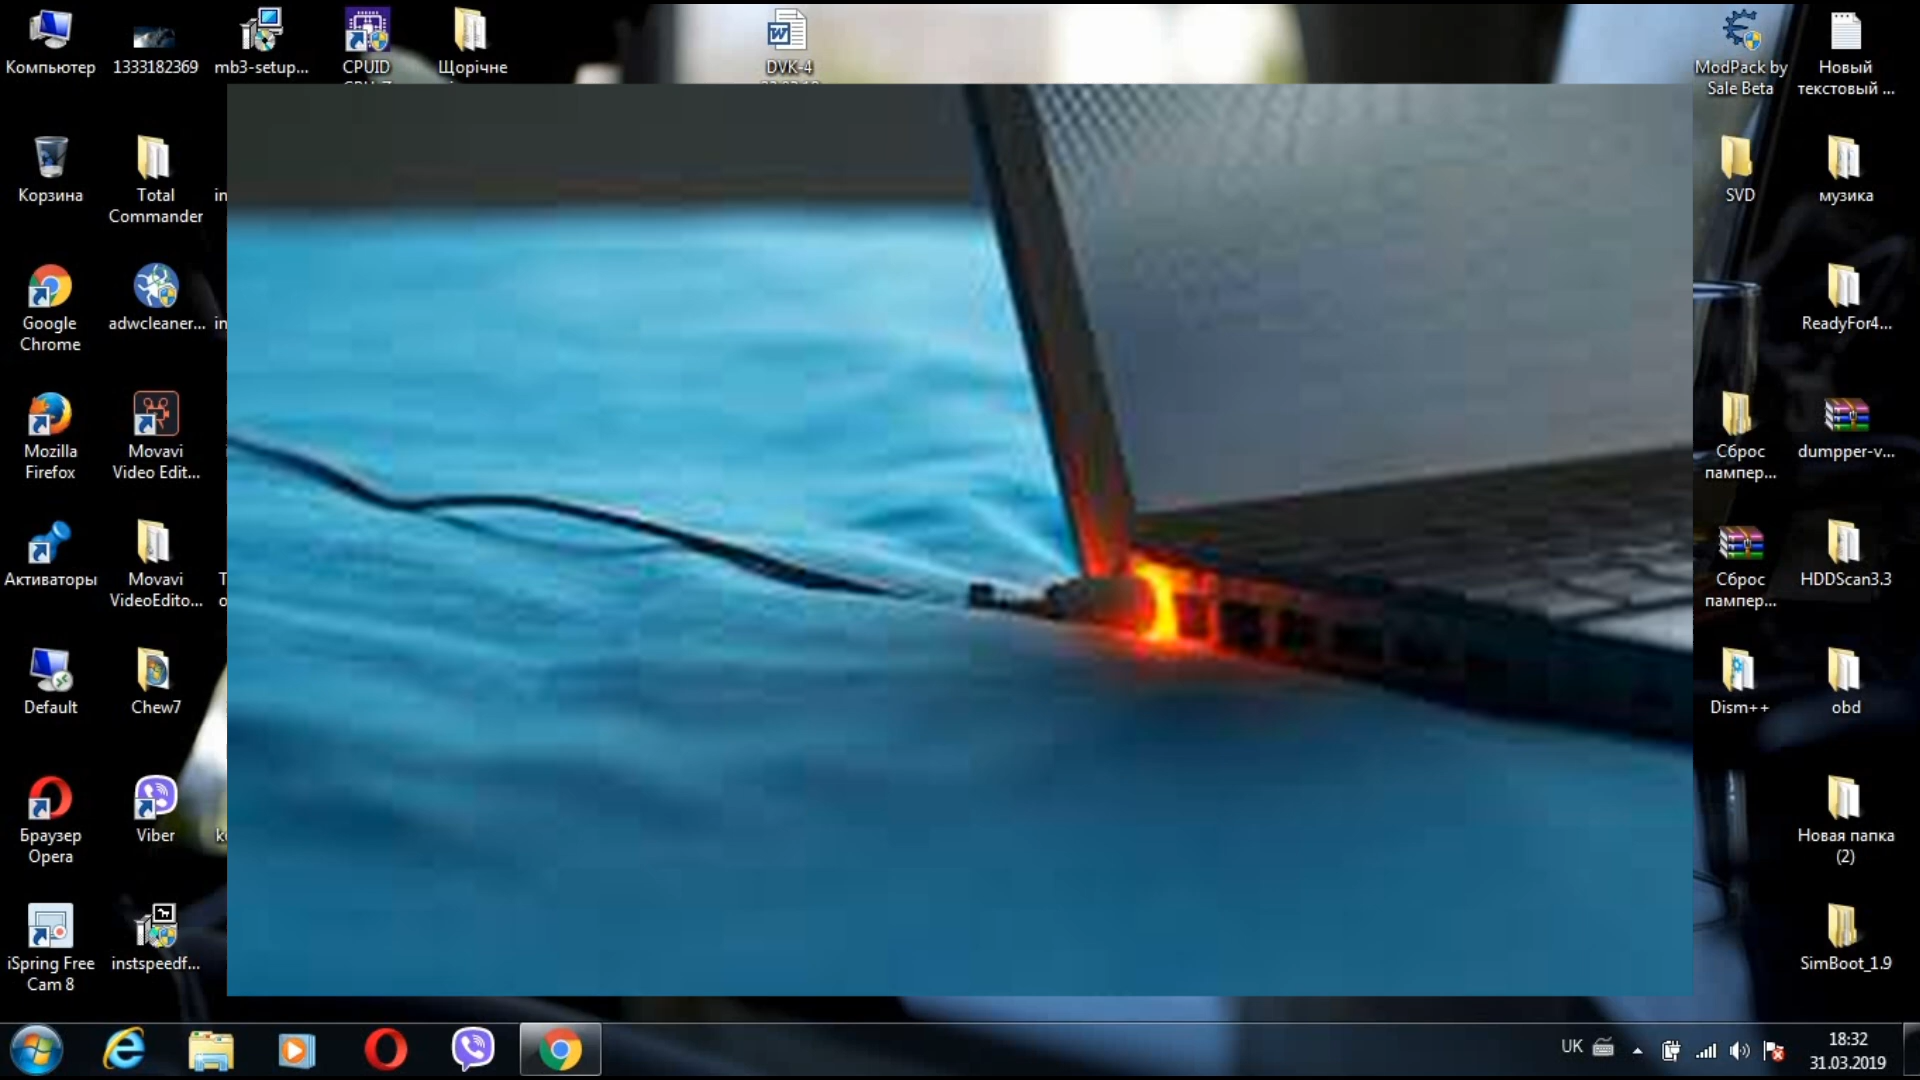 Компьютер
1333182369
mb3-setup...
CPUID
Щорічне
DVK-4
ModPack by
Sale Beta
Новый
текстовый ...
Корзина
Total
Commander
in
SVD
музика
Google
Chrome
adwcleaner...
in
ReadyFor4...
Mozilla
Firefox
Movavi
Video Edit...
Сброс
пампер...
dumpper-v...
Активаторы
Movavi
VideoEdito...
Сброс
пампер...
HDDScan3.3
Default
Chew7
Dism++
obd
Браузер
Opera
Viber
Новая папка
(2)
iSpring Free
Cam 8
instspeedf...
SimBoot_1.9
UK
18:32
31.03.2019